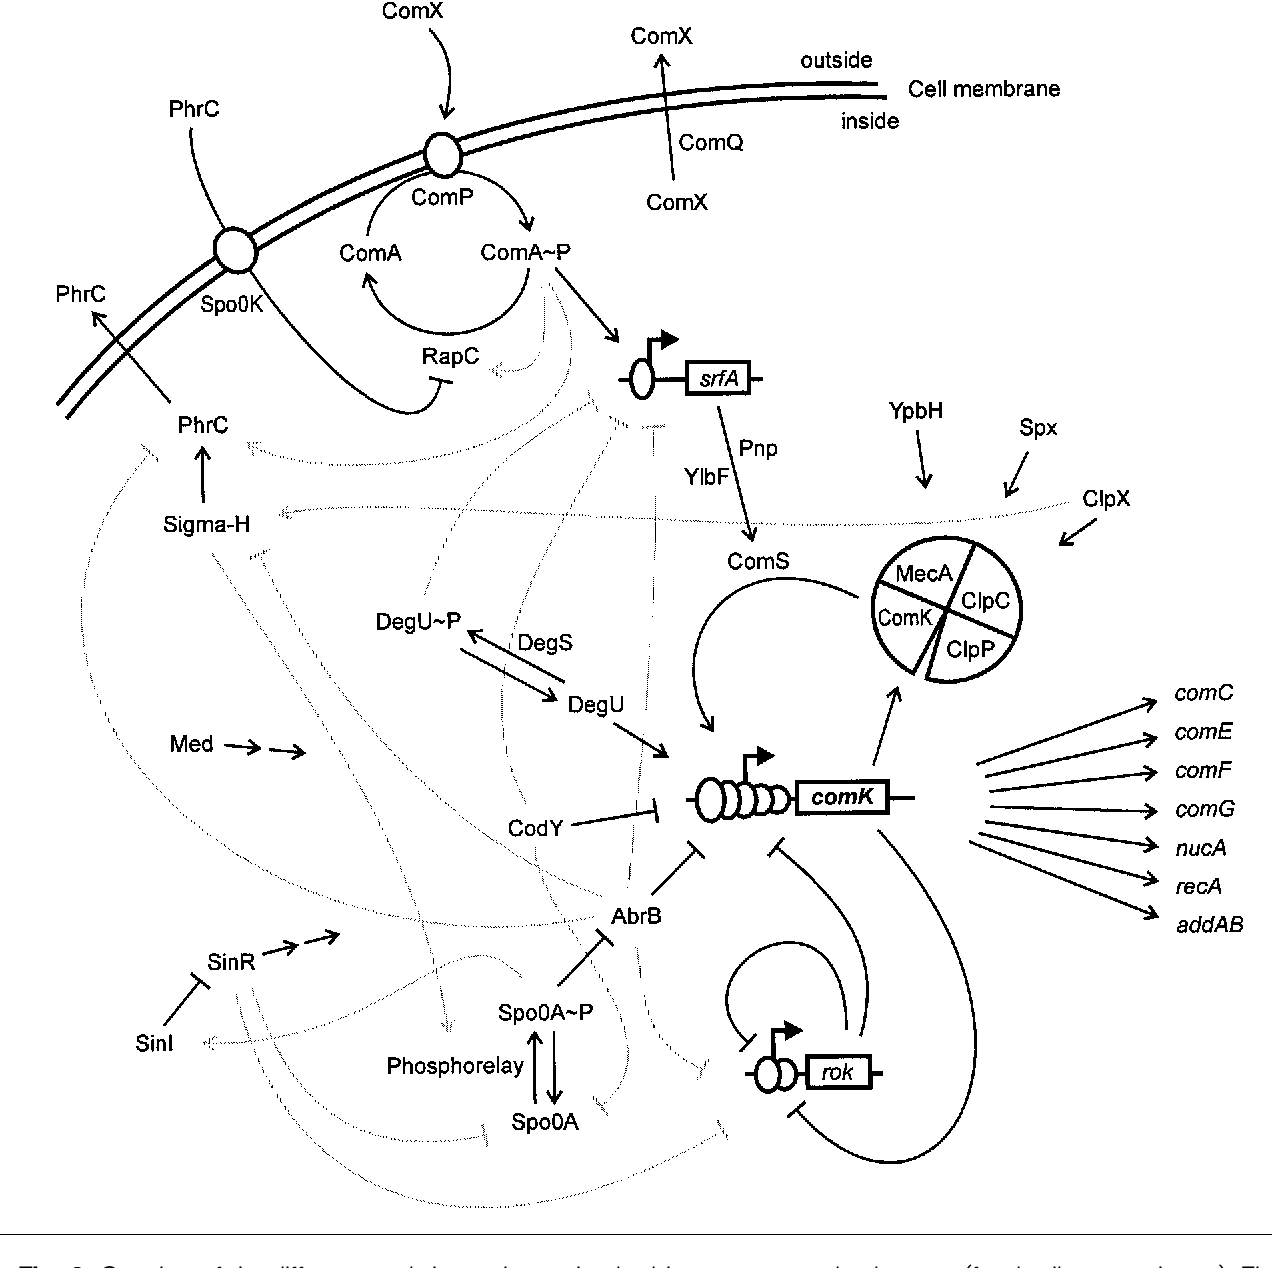 ComX
ComX
outside
Cell membrane
inside
PhrC
ComQ
ComP
ComX
ComA
ComA~P
PhrC
Spo0K
RapC
srfA
PhrC
YpbH
Spx
Pnp
YlbF
ClpX
Sigma-H
ComS
MecA
ClpC
ComK
ClpP
DegU~P
DegS
DegU
comC
comE
Med
comF
comK
comG
CodY
nucA
recA
AbrB
addAB
SinR
Spo0A~P
SinI
Phosphorelay
rok
Spo0A